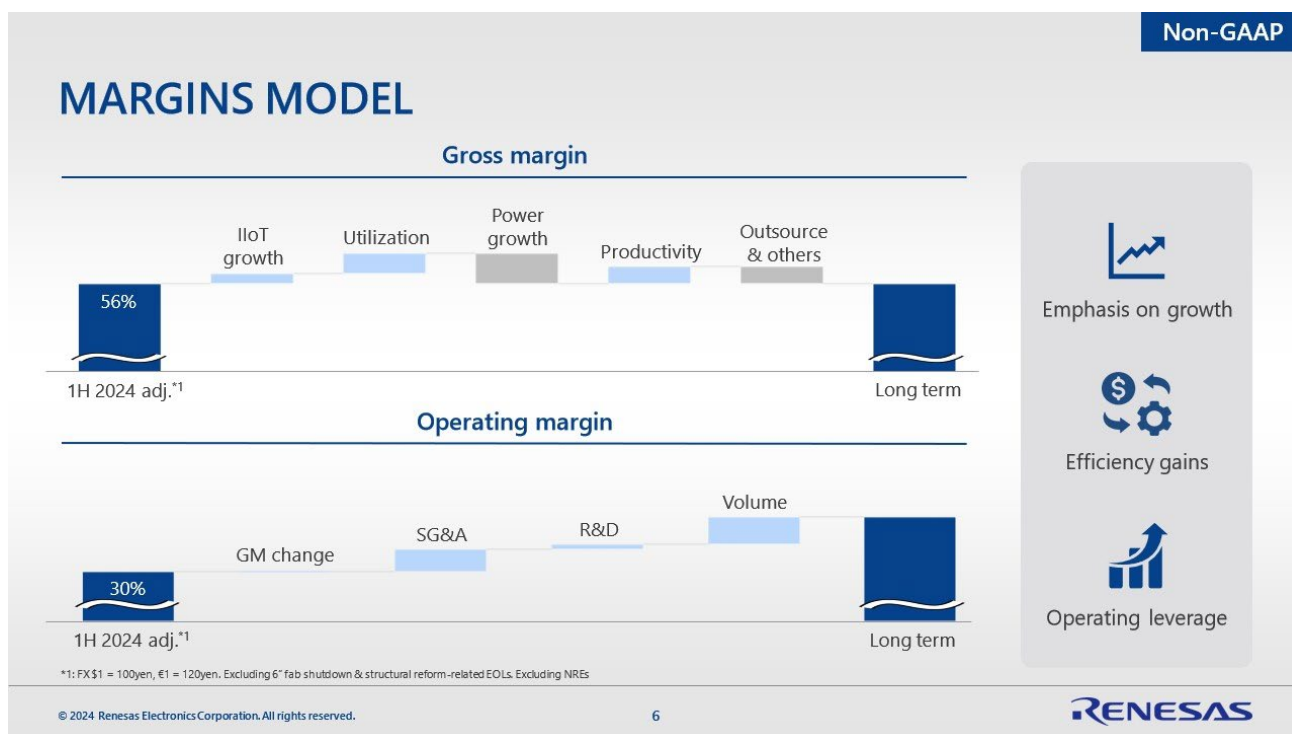 Non-GAAP
MARGINS MODEL
Gross margin
IIoT
growth
Utilization
Power
growth
Productivity
Outsource
& others
56%
1H 2024 adj.*1
Long term
Operating margin
GM change
SG&A
R&D
Volume
30%
1H 2024 adj.*1
Long term
Emphasis on growth
$
Efficiency gains
Operating leverage
*1: FX $1 = 100yen, €1 = 120yen. Excluding 6” fab shutdown & structural reform-related EOLs. Excluding NREs
© 2024 Renesas Electronics Corporation. All rights reserved.
6
RENESAS